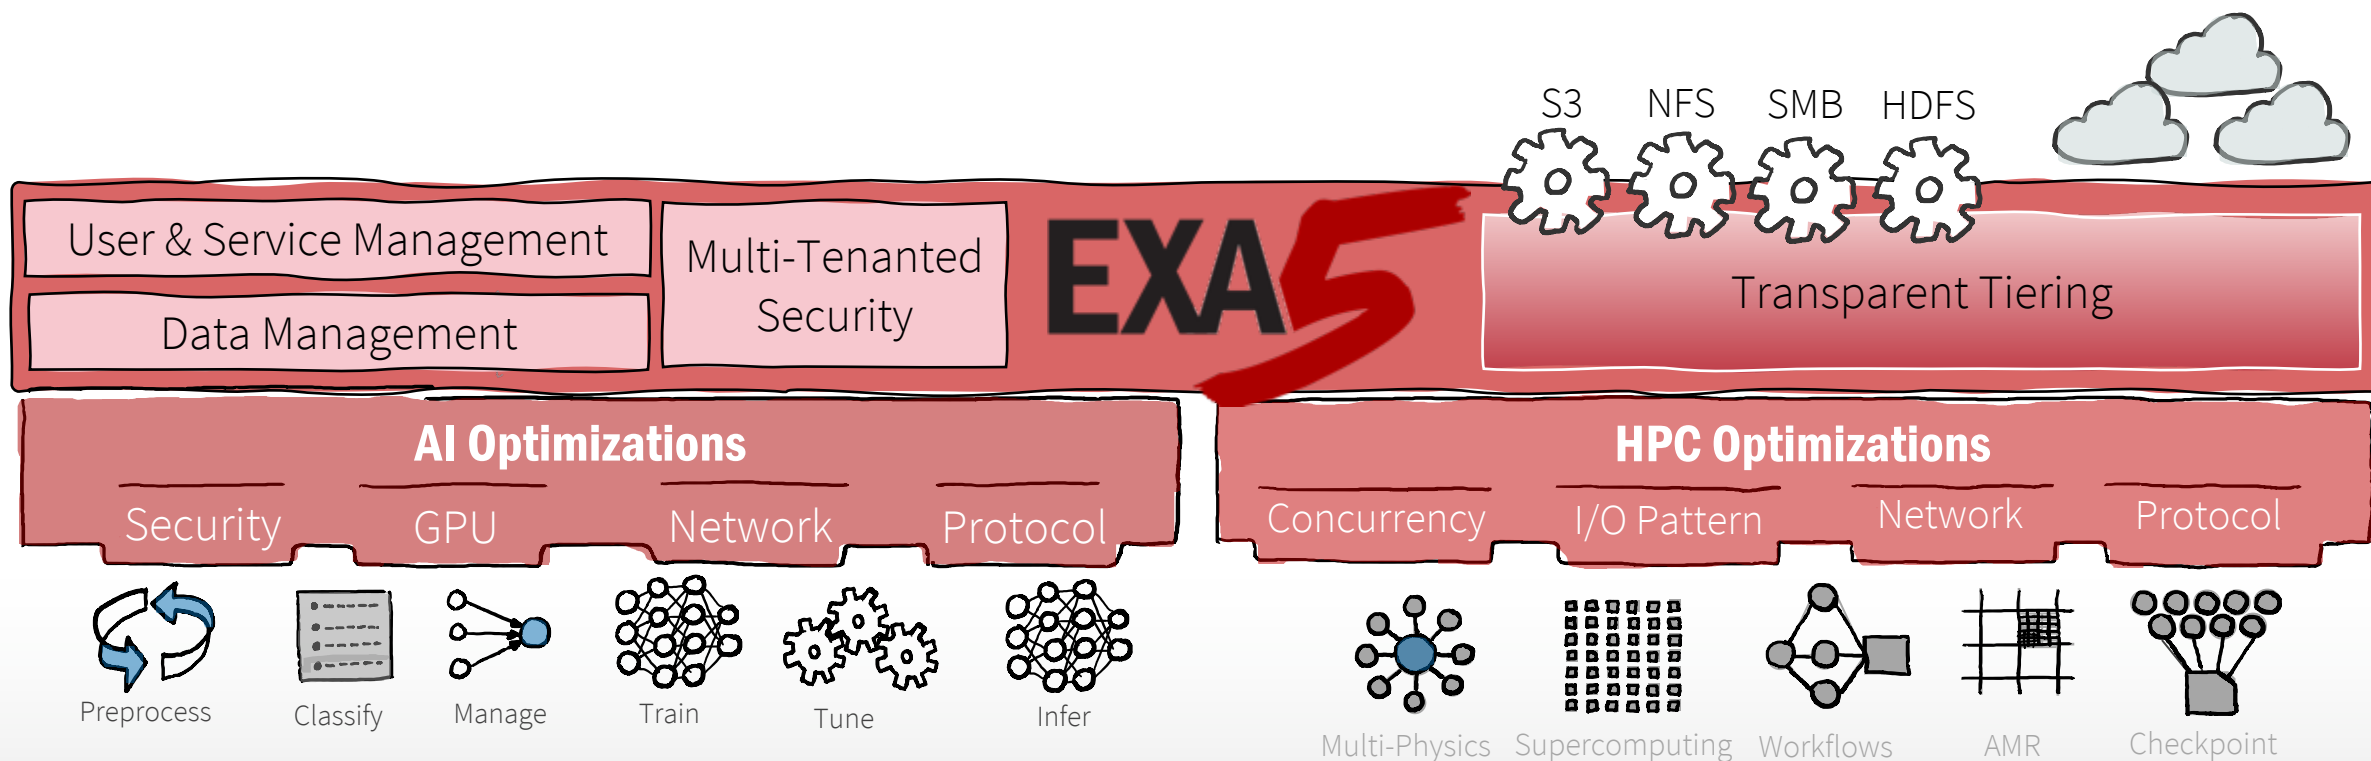 S3 NFS SMB HDFS
User & Service Management
Data Management
Multi-Tenanted
Security
EXA5
Transparent Tiering
AI Optimizations
Security GPU Network Protocol
HPC Optimizations
Concurrency I/O Pattern Network Protocol
Preprocess Classify Manage Train Tune Infer
Multi-Physics Supercomputing Workflows AMR Checkpoint